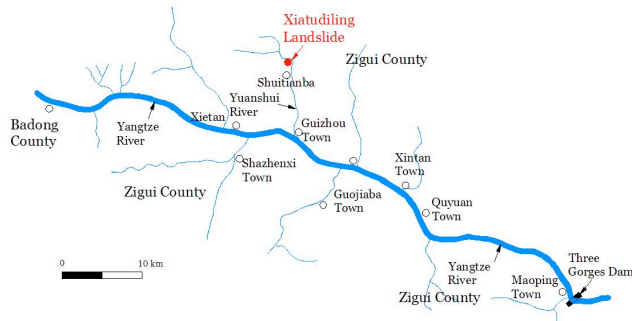 Xiatudiling
Landslide
Zigui County
Shuitianba
Yuanshui
River
Badong
County
Yangtze
River
Xietan
Guizhou
Town
Shazhenxi
Town
Xintan
Town
Zigui County
Guojiaba
Town
Quyuan
Town
0
10 km
Yangtze
River
Zigui County
Maoping
Town
Three
Gorges Dam